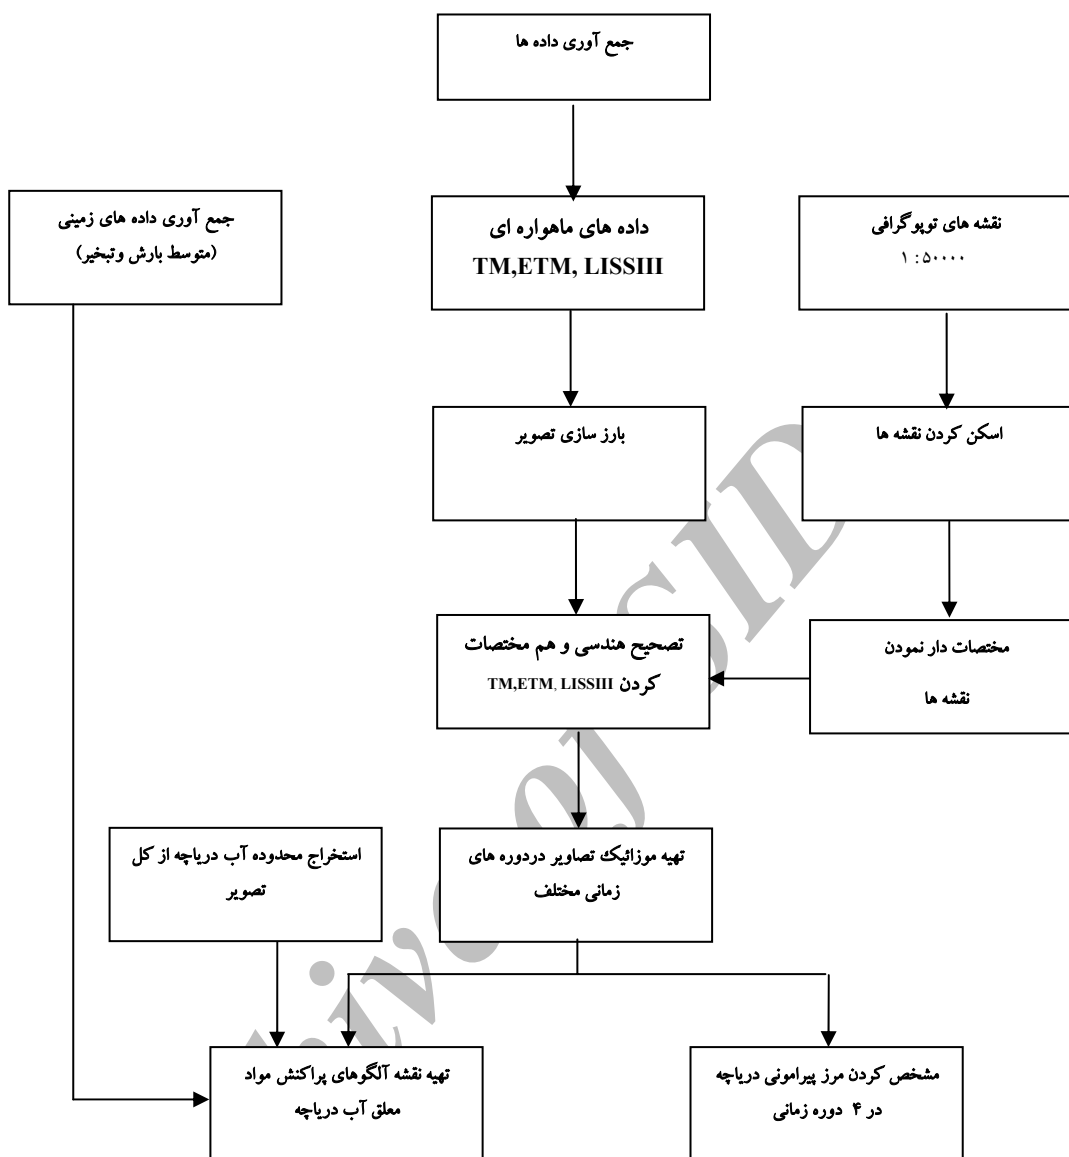 جمع آوری داده ها
جمع آوری داده های زمینی
(متوسط بارش وتبخیر)
داده های ماهواره ای
TM,ETM, LISSIII
نقشه های توپوگرافی
۱ : ۵۰۰۰۰
بارز سازی تصویر
اسکن کردن نقشه ها
تصحیح هندسی و هم مختصات
کردن TM,ETM, LISSIII
مختصات دار نمودن
نقشه ها
استخراج محدوده آب دریاچه از کل
تصویر
تهیه موزائیک تصاویر دردوره های
زمانی مختلف
تهیه نقشه آلگوهای پراکنش مواد
معلق آب دریاچه
مشخص کردن مرز پیرامونی دریاچه
در ۴ دوره زمانی
hive of SID